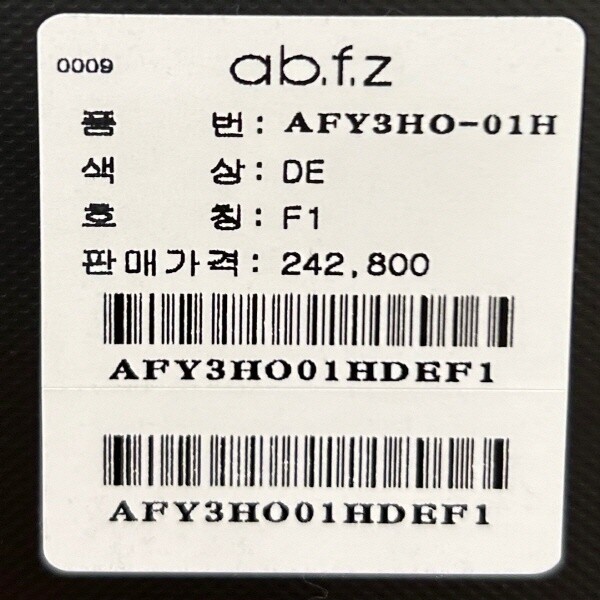 0009 ab.f.z
품 번: AFY3HO-01H
색 상: DE
호 칭: F1
판매가격: 242,800
AFY3HO01HDEF1
AFY3HO01HDEF1